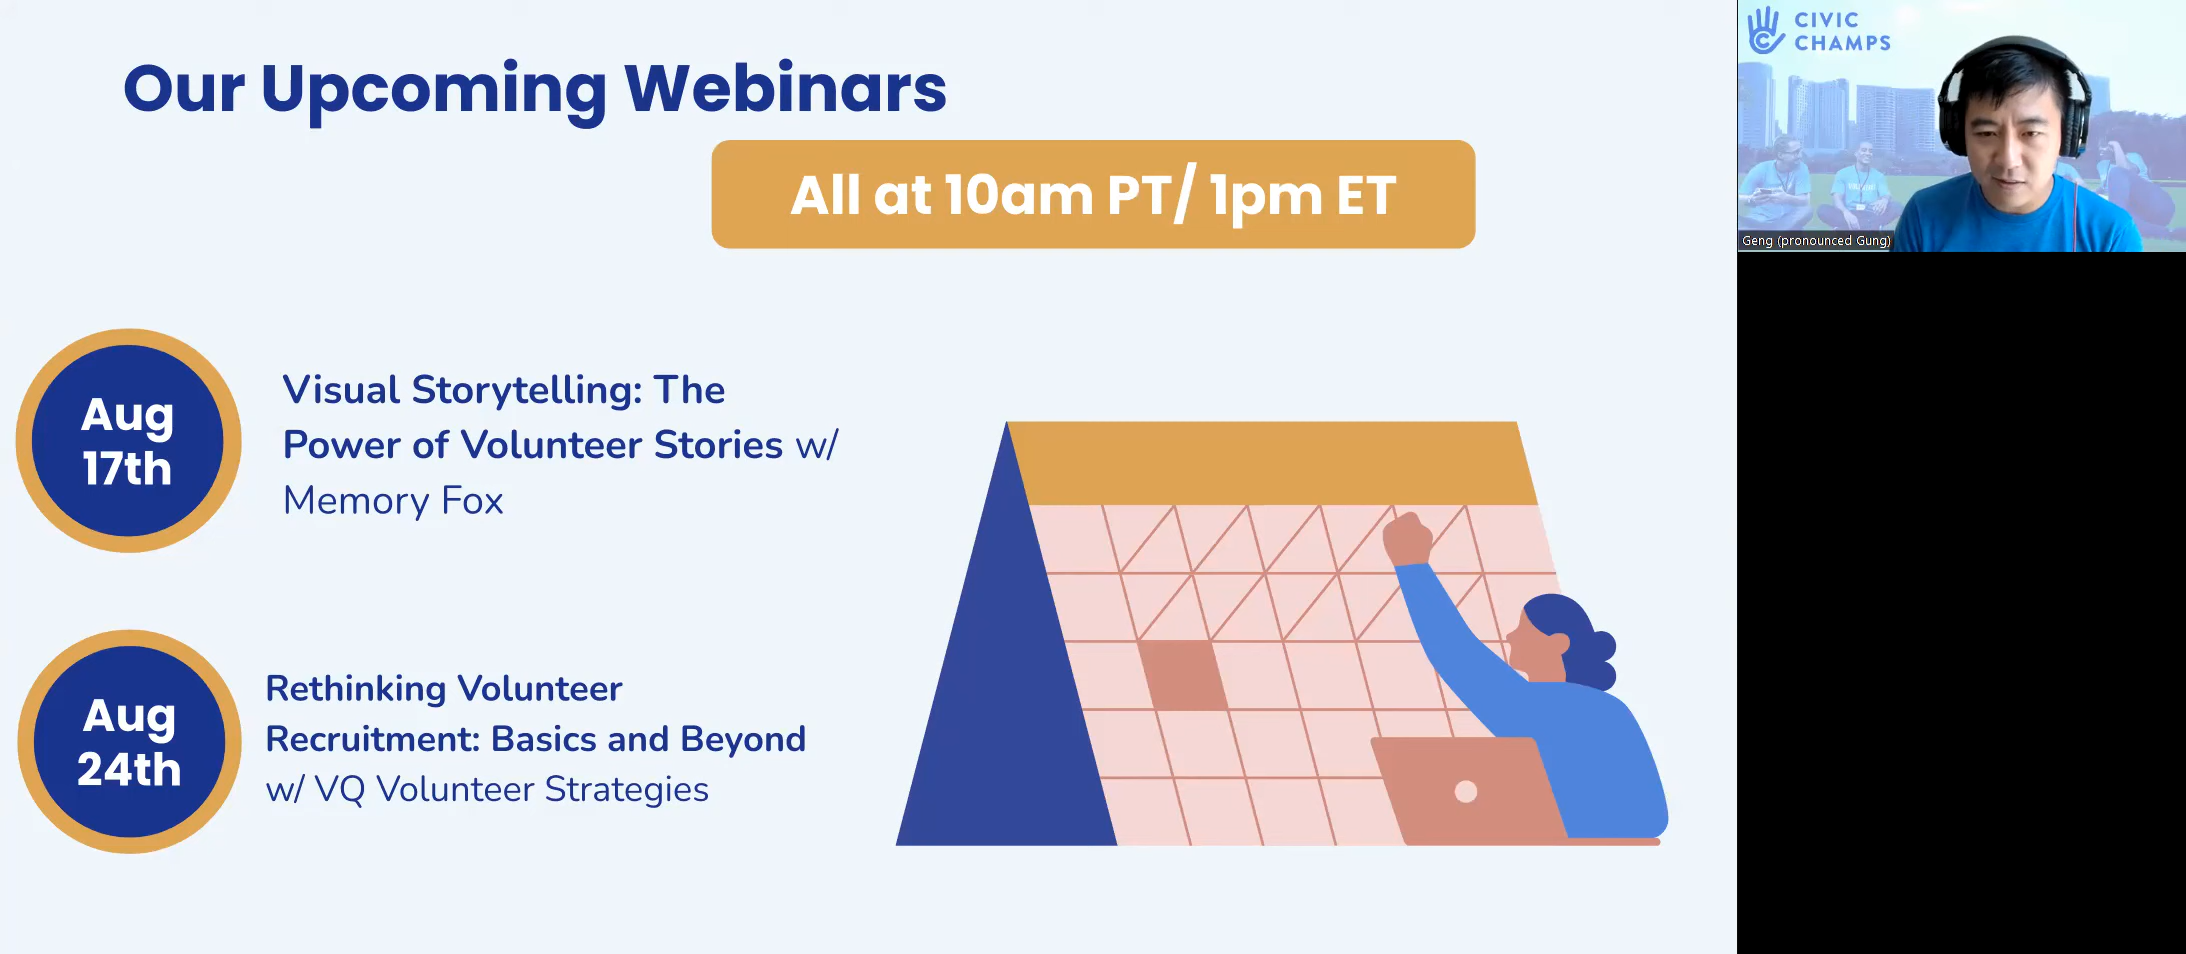 Our Upcoming Webinars
All at 10am PT/ 1pm ET
Aug
17th
Visual Storytelling: The
Power of Volunteer Stories w/
Memory Fox
Aug
24th
Rethinking Volunteer
Recruitment: Basics and Beyond
w/ VQ Volunteer Strategies
CIVIC
CHAMPS
Geng (pronounced Gung)